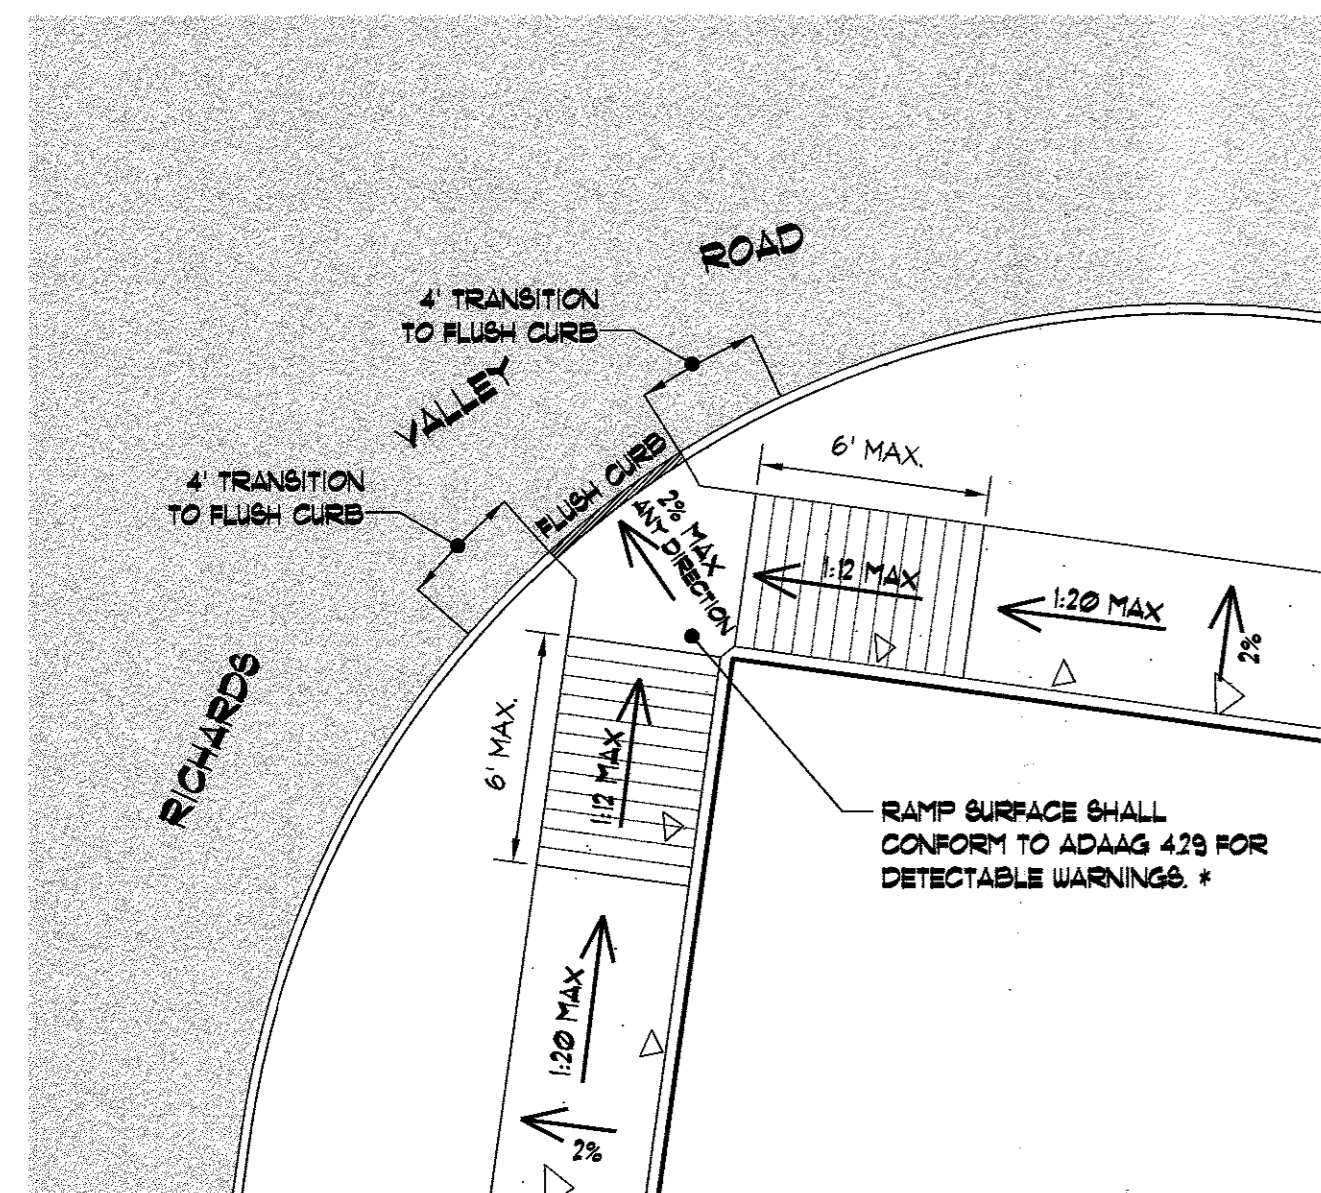 ROAD
4' TRANSITION
TO FLUSH CURB
VALLEY
4' TRANSITION
TO FLUSH CURB
FLUSH CURB
2% MAX
ANY DIRECTION
6' MAX.
1:12 MAX
1:20 MAX
2%
RICHARDS
6' MAX.
1:12 MAX
RAMP SURFACE SHALL
CONFORM TO ADAAG 4.29 FOR
DETECTABLE WARNINGS. *
1:20 MAX
2%